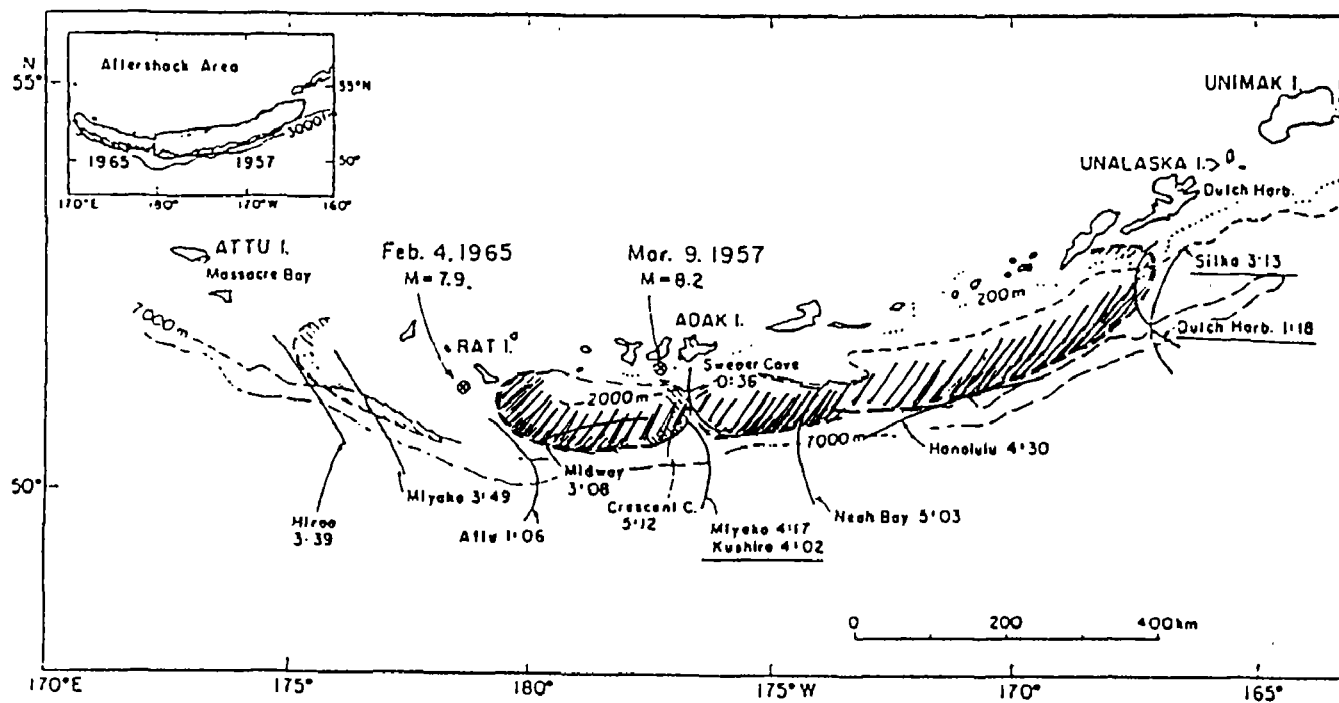 N
55°
50°
Aftershock Area
55°N
50°
3000f
1965
1957
170°E
180°
170°W
160°
UNIMAK I.
UNALASKA I.
Dutch Harb.
ATTU I.
Massacre Bay
Feb. 4, 1965
M=7.9
Mar. 9, 1957
M=8.2
200m
Sitka 3:13
7000m
RAT I.
ADAK I.
Sweper Cove
0:36
Dutch Harb. 1:18
2000m
7000m
Honolulu 4:30
Midway
3:08
Miyako 3:49
Hiroo
3:39
Attu 1:06
Crescent C.
5:12
Miyako 4:17
Kushiro 4:02
Neah Bay 5:03
0
200
400km
170°E
175°
180°
175°W
170°
165°